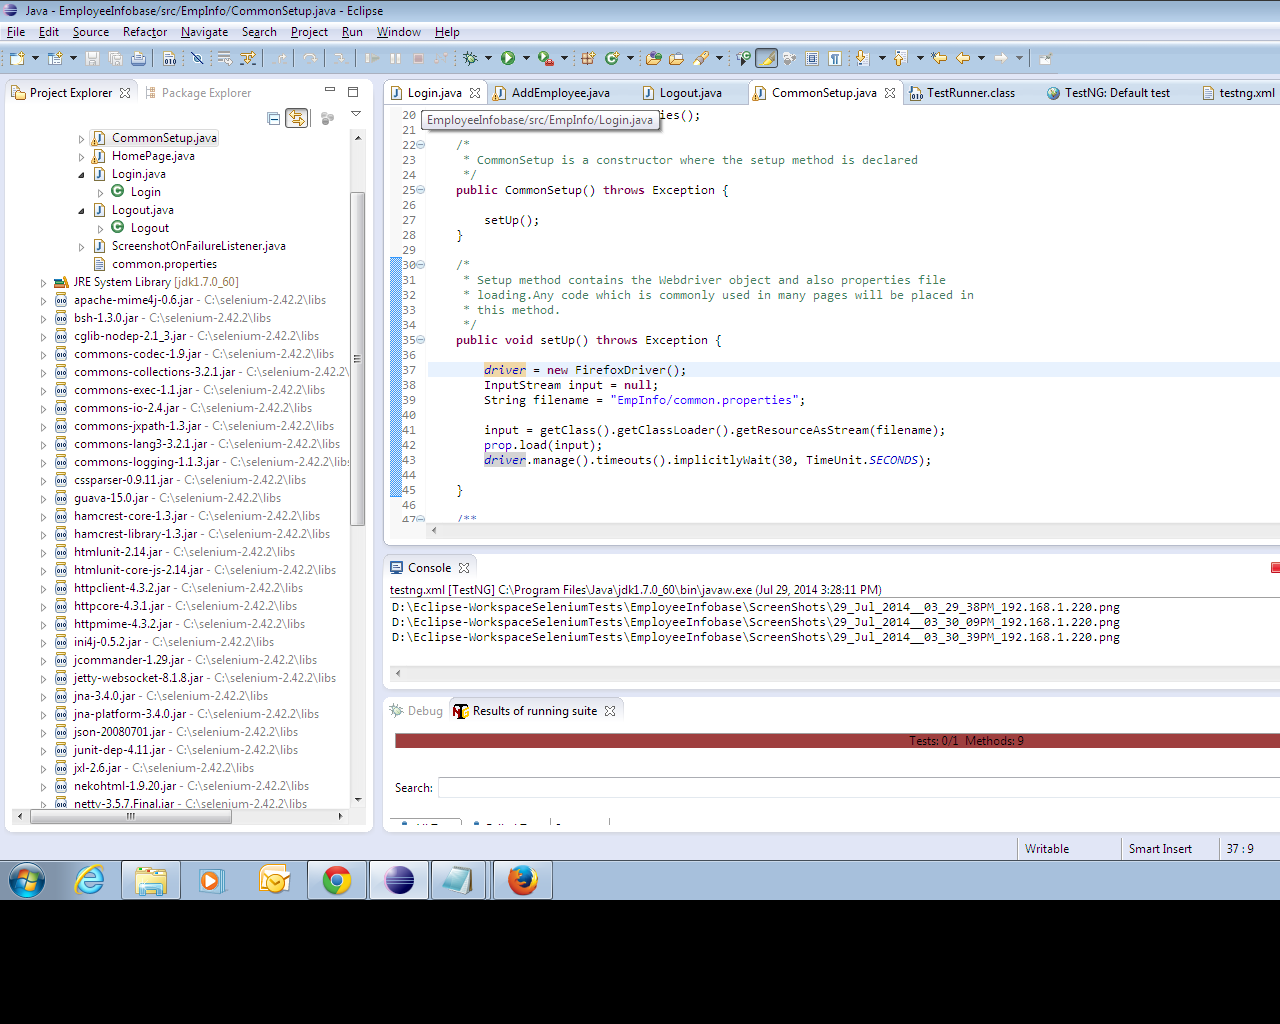 Java - EmployeeInfobase/src/EmpInfo/CommonSetup.java - Eclipse
File Edit Source Refactor Navigate Search Project Run Window Help
Project Explorer Package Explorer
CommonSetup.java
HomePage.java
Login.java
Login
Logout.java
Logout
ScreenshotOnFailureListener.java
common.properties
JRE System Library [jdk1.7.0_60]
apache-mime4j-0.6.jar - C:\selenium-2.42.2\libs
bsh-1.3.0.jar - C:\selenium-2.42.2\libs
cglib-nodep-2.1_3.jar - C:\selenium-2.42.2\libs
commons-codec-1.9.jar - C:\selenium-2.42.2\libs
commons-collections-3.2.1.jar - C:\selenium-2.42.2\
commons-exec-1.1.jar - C:\selenium-2.42.2\libs
commons-io-2.4.jar - C:\selenium-2.42.2\libs
commons-jxpath-1.3.jar - C:\selenium-2.42.2\libs
commons-lang3-3.2.1.jar - C:\selenium-2.42.2\libs
commons-logging-1.1.3.jar - C:\selenium-2.42.2\lib
cssparser-0.9.11.jar - C:\selenium-2.42.2\libs
guava-15.0.jar - C:\selenium-2.42.2\libs
hamcrest-core-1.3.jar - C:\selenium-2.42.2\libs
hamcrest-library-1.3.jar - C:\selenium-2.42.2\libs
htmlunit-2.14.jar - C:\selenium-2.42.2\libs
htmlunit-core-js-2.14.jar - C:\selenium-2.42.2\libs
httpclient-4.3.2.jar - C:\selenium-2.42.2\libs
httpcore-4.3.1.jar - C:\selenium-2.42.2\libs
httpmime-4.3.2.jar - C:\selenium-2.42.2\libs
ini4j-0.5.2.jar - C:\selenium-2.42.2\libs
jcommander-1.29.jar - C:\selenium-2.42.2\libs
jetty-websocket-8.1.8.jar - C:\selenium-2.42.2\libs
jna-3.4.0.jar - C:\selenium-2.42.2\libs
jna-platform-3.4.0.jar - C:\selenium-2.42.2\libs
json-20080701.jar - C:\selenium-2.42.2\libs
junit-dep-4.11.jar - C:\selenium-2.42.2\libs
jxl-2.6.jar - C:\selenium-2.42.2\libs
nekohtml-1.9.20.jar - C:\selenium-2.42.2\libs
netty-3.5.7.Final.jar - C:\selenium-2.42.2\libs
Login.java AddEmployee.java Logout.java CommonSetup.java TestRunner.class TestNG: Default test testng.xml
EmployeeInfobase/src/EmpInfo/Login.java
20 ies();
21
22 /*
23 * CommonSetup is a constructor where the setup method is declared
24 */
25 public CommonSetup() throws Exception {
26
27 setUp();
28 }
29
30 /*
31 * Setup method contains the Webdriver object and also properties file
32 * loading.Any code which is commonly used in many pages will be placed in
33 * this method.
34 */
35 public void setUp() throws Exception {
36
37 driver = new FirefoxDriver();
38 InputStream input = null;
39 String filename = "EmpInfo/common.properties";
40
41 input = getClass().getClassLoader().getResourceAsStream(filename);
42 prop.load(input);
43 driver.manage().timeouts().implicitlyWait(30, TimeUnit.SECONDS);
44
45 }
46
47 /**
Console
testng.xml [TestNG] C:\Program Files\Java\jdk1.7.0_60\bin\javaw.exe (Jul 29, 2014 3:28:11 PM)
D:\Eclipse-WorkspaceSeleniumTests\EmployeeInfobase\ScreenShots\29_Jul_2014__03_29_38PM_192.168.1.220.png
D:\Eclipse-WorkspaceSeleniumTests\EmployeeInfobase\ScreenShots\29_Jul_2014__03_30_09PM_192.168.1.220.png
D:\Eclipse-WorkspaceSeleniumTests\EmployeeInfobase\ScreenShots\29_Jul_2014__03_30_39PM_192.168.1.220.png
Debug Results of running suite
Tests: 0/1 Methods: 9
Search:
Writable Smart Insert 37 : 9